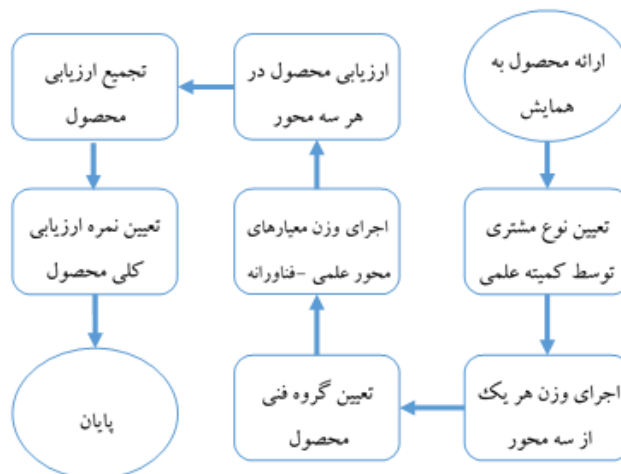 ارائه محصول به
همایش
تعیین نوع مشتری
توسط کمیته علمی
اجرای وزن هر یک
از سه محور
تعیین گروه فنی
محصول
اجرای وزن معیارهای
محور علمی -فناورانه
ارزیابی محصول در
هر سه محور
تجمیع ارزیابی
محصول
تعیین نمره ارزیابی
کلی محصول
پایان